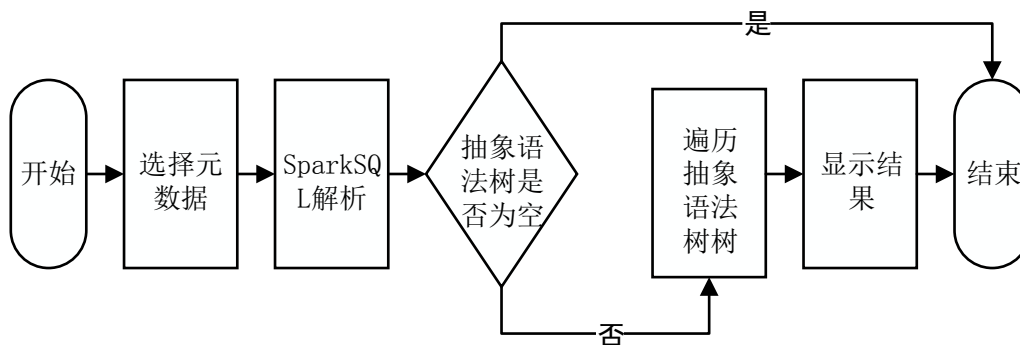 是
开始
选择元
数据
SparkSQ
L解析
抽象语
法树是
否为空
遍历
抽象
语法
树树
显示结
果
结束
否